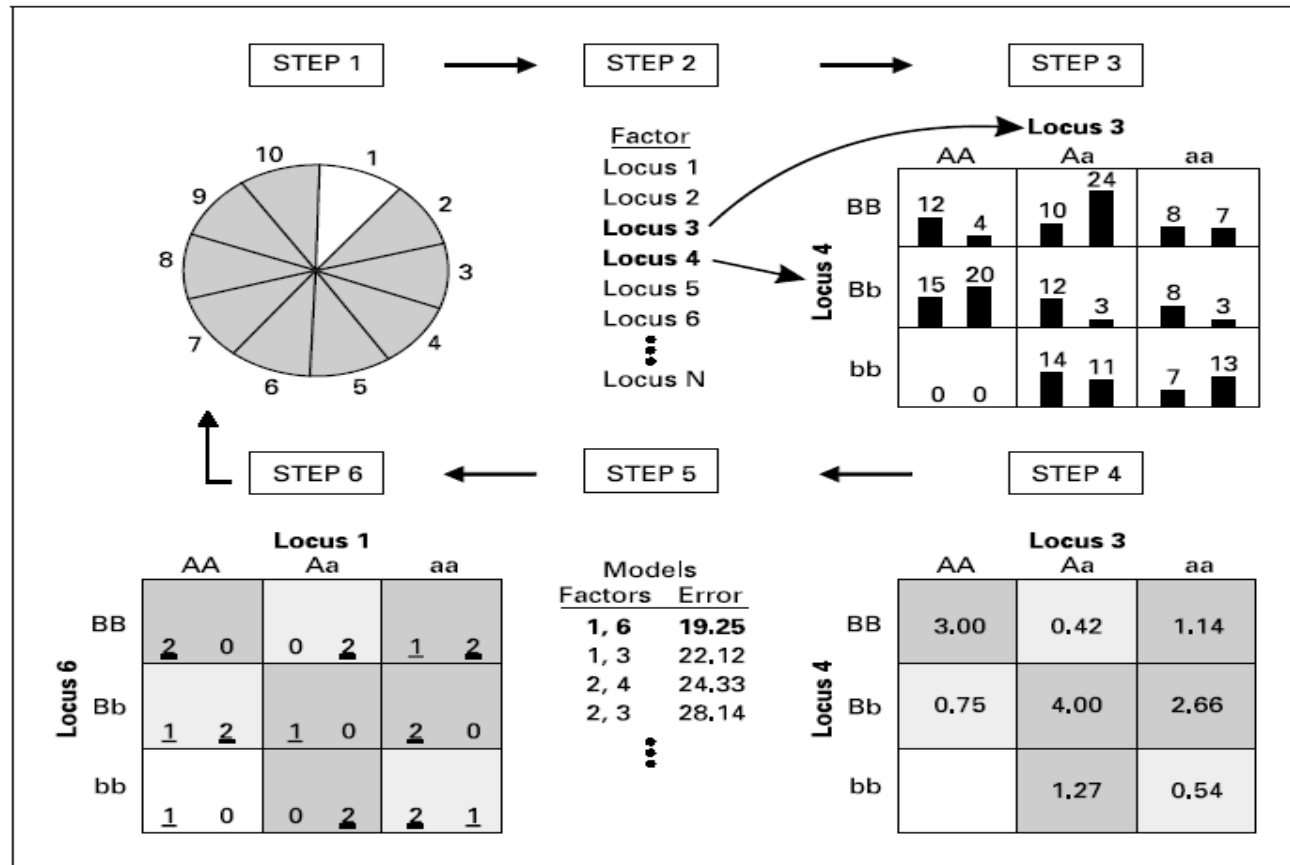 STEP 1
STEP 2
STEP 3
10
1
9
2
8
3
7
4
6
5
Factor
Locus 1
Locus 2
Locus 3
Locus 4
Locus 5
Locus 6
Locus N
Locus 3
AA Aa aa
Locus 4
BB
12 4 10 24 8 7
Bb
15 20 12 3 8 3
bb
0 0 14 11 7 13
STEP 6
STEP 5
STEP 4
Locus 1
AA Aa aa
Locus 6
BB
2 0 0 2 1 2
Bb
1 2 1 0 2 0
bb
1 0 0 2 2 1
Models
Factors Error
1, 6 19.25
1, 3 22.12
2, 4 24.33
2, 3 28.14
Locus 3
AA Aa aa
Locus 4
BB 3.00 0.42 1.14
Bb 0.75 4.00 2.66
bb 1.27 0.54